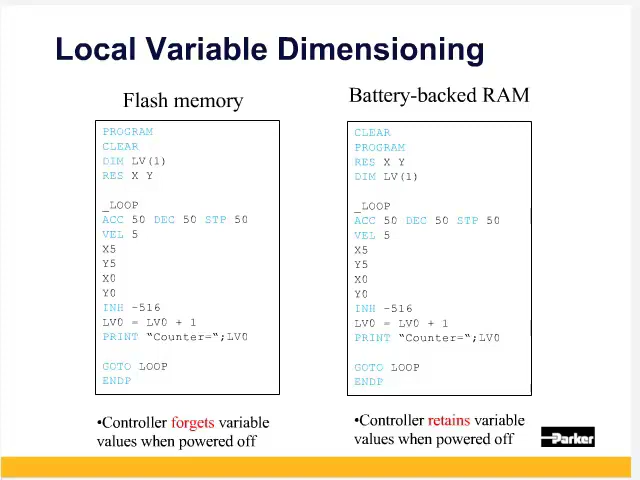 Local Variable Dimensioning
Flash memory
PROGRAM
CLEAR
DIM LV(1)
RES X Y
_LOOP
ACC 50 DEC 50 STP 50
VEL 5
X5
Y5
X0
Y0
INH -516
LV0 = LV0 + 1
PRINT “Counter=“;LV0
GOTO LOOP
ENDP
•Controller forgets variable
values when powered off
Battery-backed RAM
CLEAR
PROGRAM
RES X Y
DIM LV(1)
_LOOP
ACC 50 DEC 50 STP 50
VEL 5
X5
Y5
X0
Y0
INH -516
LV0 = LV0 + 1
PRINT “Counter=“;LV0
GOTO LOOP
ENDP
•Controller retains variable
values when powered off
Parker